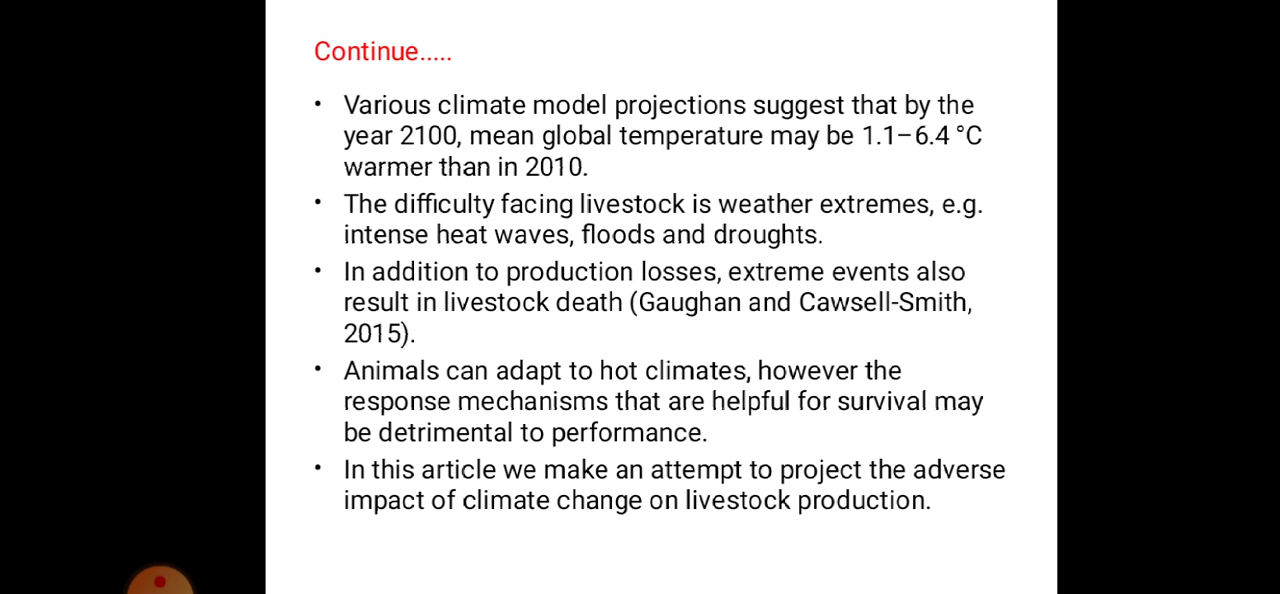 Continue.....
• Various climate model projections suggest that by the
year 2100, mean global temperature may be 1.1–6.4 °C
warmer than in 2010.
• The difficulty facing livestock is weather extremes, e.g.
intense heat waves, floods and droughts.
• In addition to production losses, extreme events also
result in livestock death (Gaughan and Cawsell-Smith,
2015).
• Animals can adapt to hot climates, however the
response mechanisms that are helpful for survival may
be detrimental to performance.
• In this article we make an attempt to project the adverse
impact of climate change on livestock production.